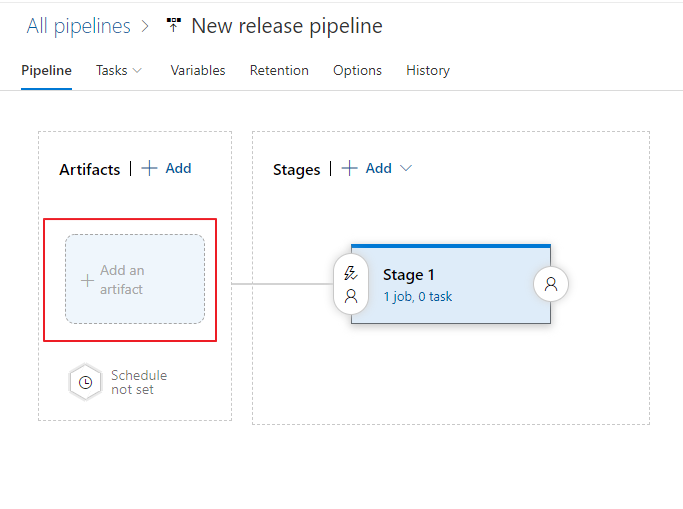 All pipelines > New release pipeline
Pipeline Tasks Variables Retention Options History
Artifacts | + Add
Stages | + Add
+ Add an
artifact
Stage 1
1 job, 0 task
Schedule
not set